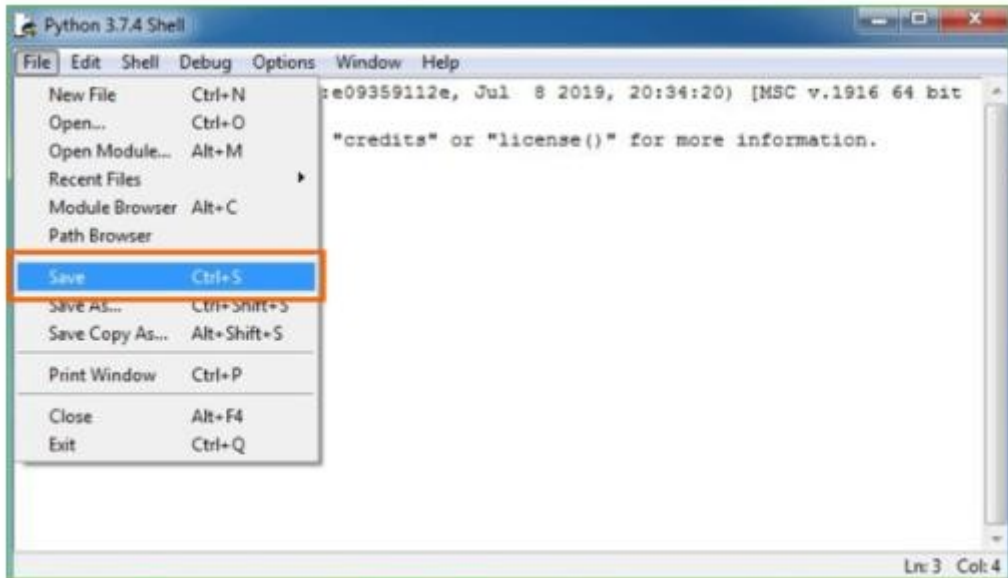 Python 3.7.4 Shell
File Edit Shell Debug Options Window Help
New File Ctrl+N
:e09359112e, Jul 8 2019, 20:34:20) [MSC v.1916 64 bit
Open... Ctrl+O
Open Module... Alt+M
"credits" or "license()" for more information.
Recent Files
Module Browser Alt+C
Path Browser
Save Ctrl+S
Save As... Ctrl+Shift+S
Save Copy As... Alt+Shift+S
Print Window Ctrl+P
Close Alt+F4
Exit Ctrl+Q
Ln: 3 Col: 4